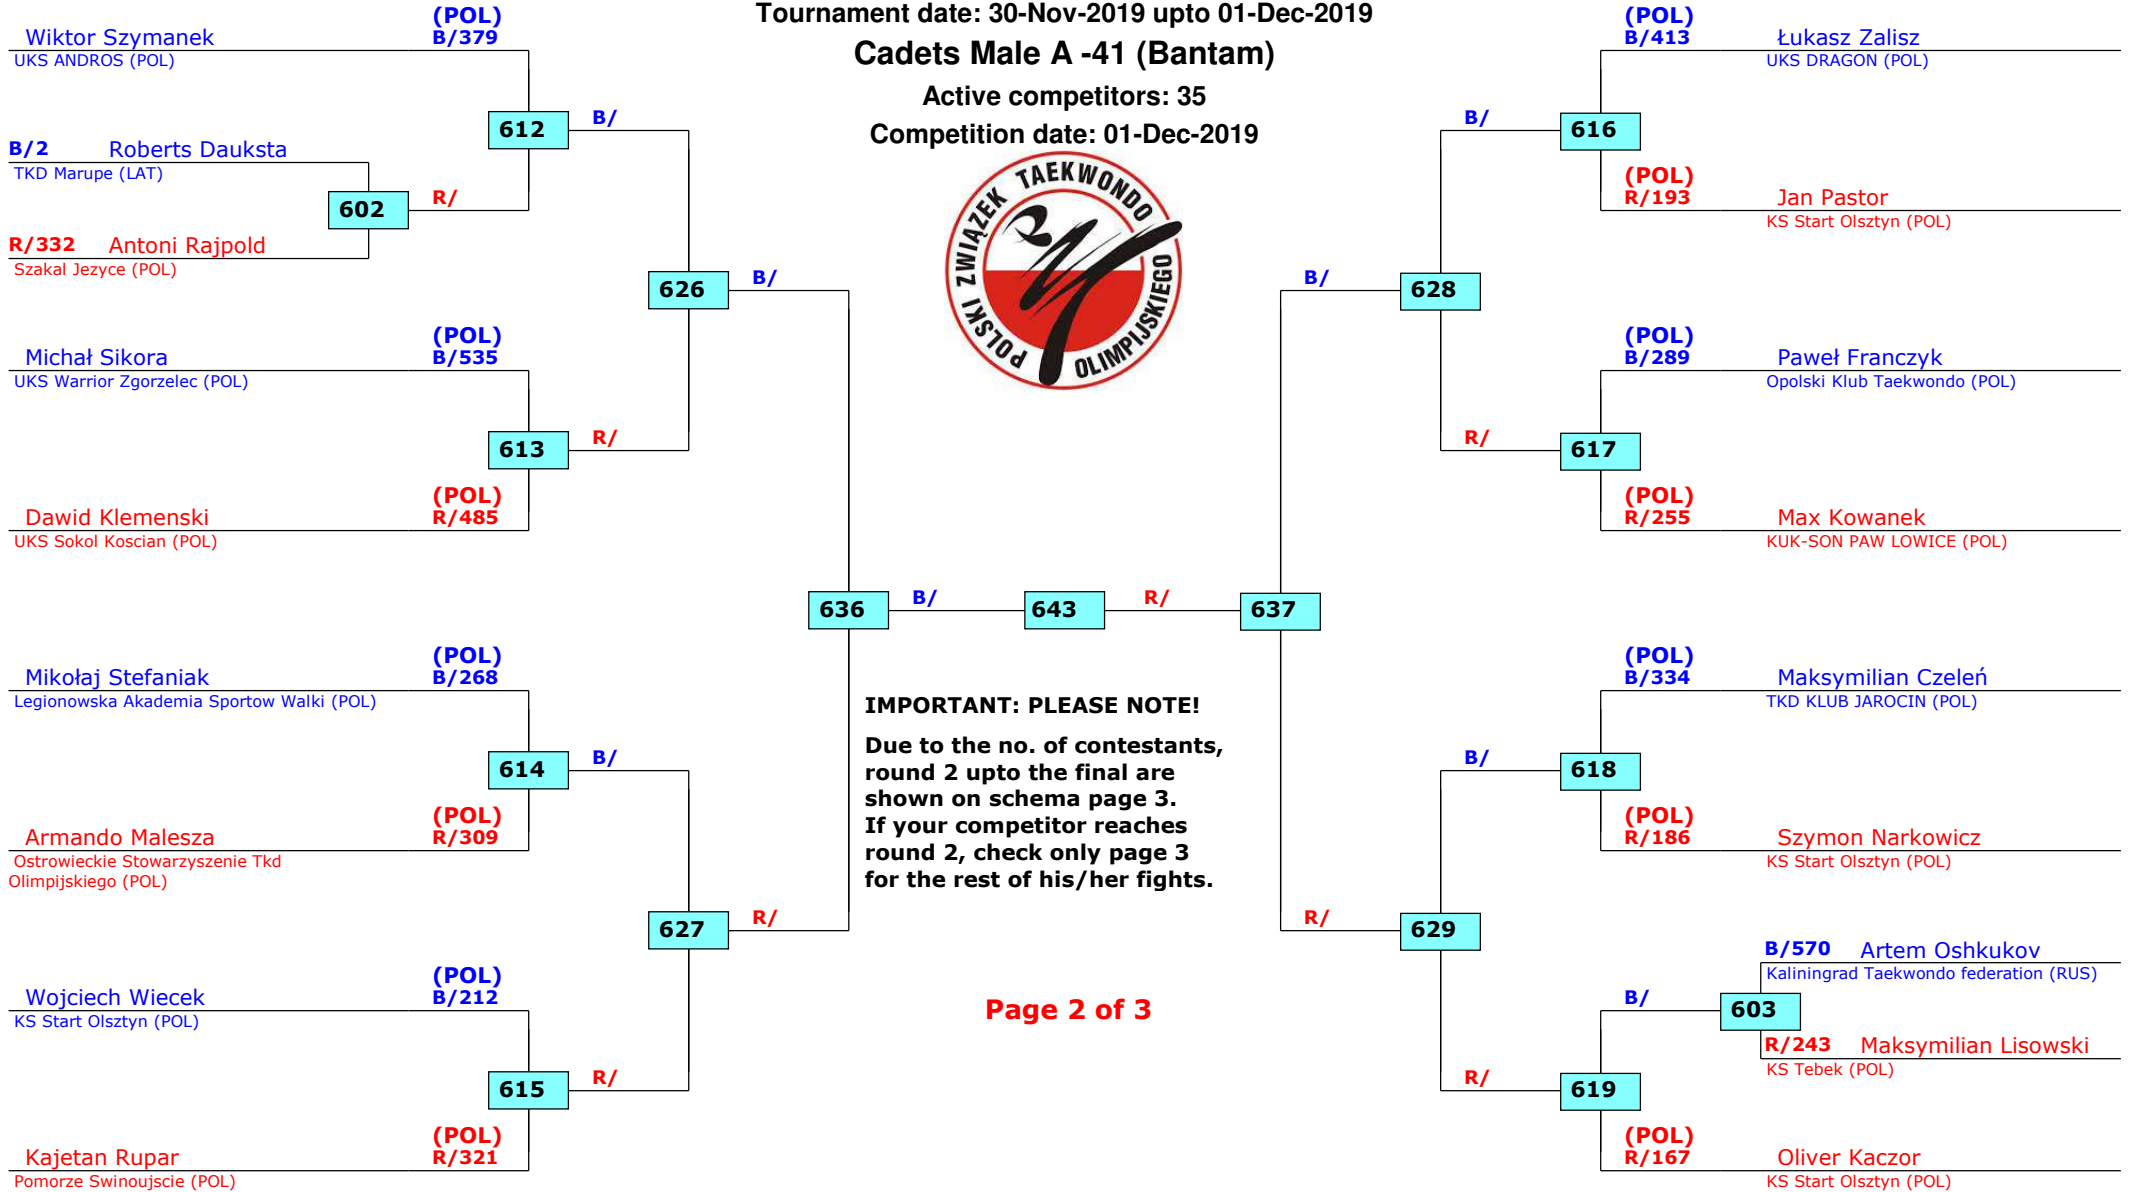 Tournament date: 30-Nov-2019 upto 01-Dec-2019
Cadets Male A -41 (Bantam)
Active competitors: 35
Competition date: 01-Dec-2019
POLSKI ZWIĄZEK TAEKWONDO OLIMPIJSKIEGO
(POL)
Wiktor Szymanek B/379
UKS ANDROS (POL)
612
B/
B/2 Roberts Dauksta
TKD Marupe (LAT)
602
R/
R/332 Antoni Rajpold
Szakal Jezyce (POL)
626
B/
(POL)
Michał Sikora B/535
UKS Warrior Zgorzelec (POL)
613
R/
(POL)
Dawid Klemenski R/485
UKS Sokol Koscian (POL)
636
B/
643
R/
637
(POL)
Mikołaj Stefaniak B/268
Legionowska Akademia Sportow Walki (POL)
614
B/
(POL)
Armando Malesza R/309
Ostrowieckie Stowarzyszenie Tkd
Olimpijskiego (POL)
627
R/
(POL)
Wojciech Wiecek B/212
KS Start Olsztyn (POL)
615
R/
(POL)
Kajetan Rupar R/321
Pomorze Swinoujscie (POL)
IMPORTANT: PLEASE NOTE!
Due to the no. of contestants,
round 2 upto the final are
shown on schema page 3.
If your competitor reaches
round 2, check only page 3
for the rest of his/her fights.
Page 2 of 3
(POL)
B/413 Łukasz Zalisz
UKS DRAGON (POL)
B/
616
(POL)
R/193 Jan Pastor
KS Start Olsztyn (POL)
B/
628
(POL)
B/289 Paweł Franczyk
Opolski Klub Taekwondo (POL)
R/
617
(POL)
R/255 Max Kowanek
KUK-SON PAW LOWICE (POL)
(POL)
B/334 Maksymilian Czeleń
TKD KLUB JAROCIN (POL)
B/
618
(POL)
R/186 Szymon Narkowicz
KS Start Olsztyn (POL)
R/
629
B/570 Artem Oshkukov
Kaliningrad Taekwondo federation (RUS)
B/
603
R/243 Maksymilian Lisowski
KS Tebek (POL)
R/
619
(POL)
R/167 Oliver Kaczor
KS Start Olsztyn (POL)